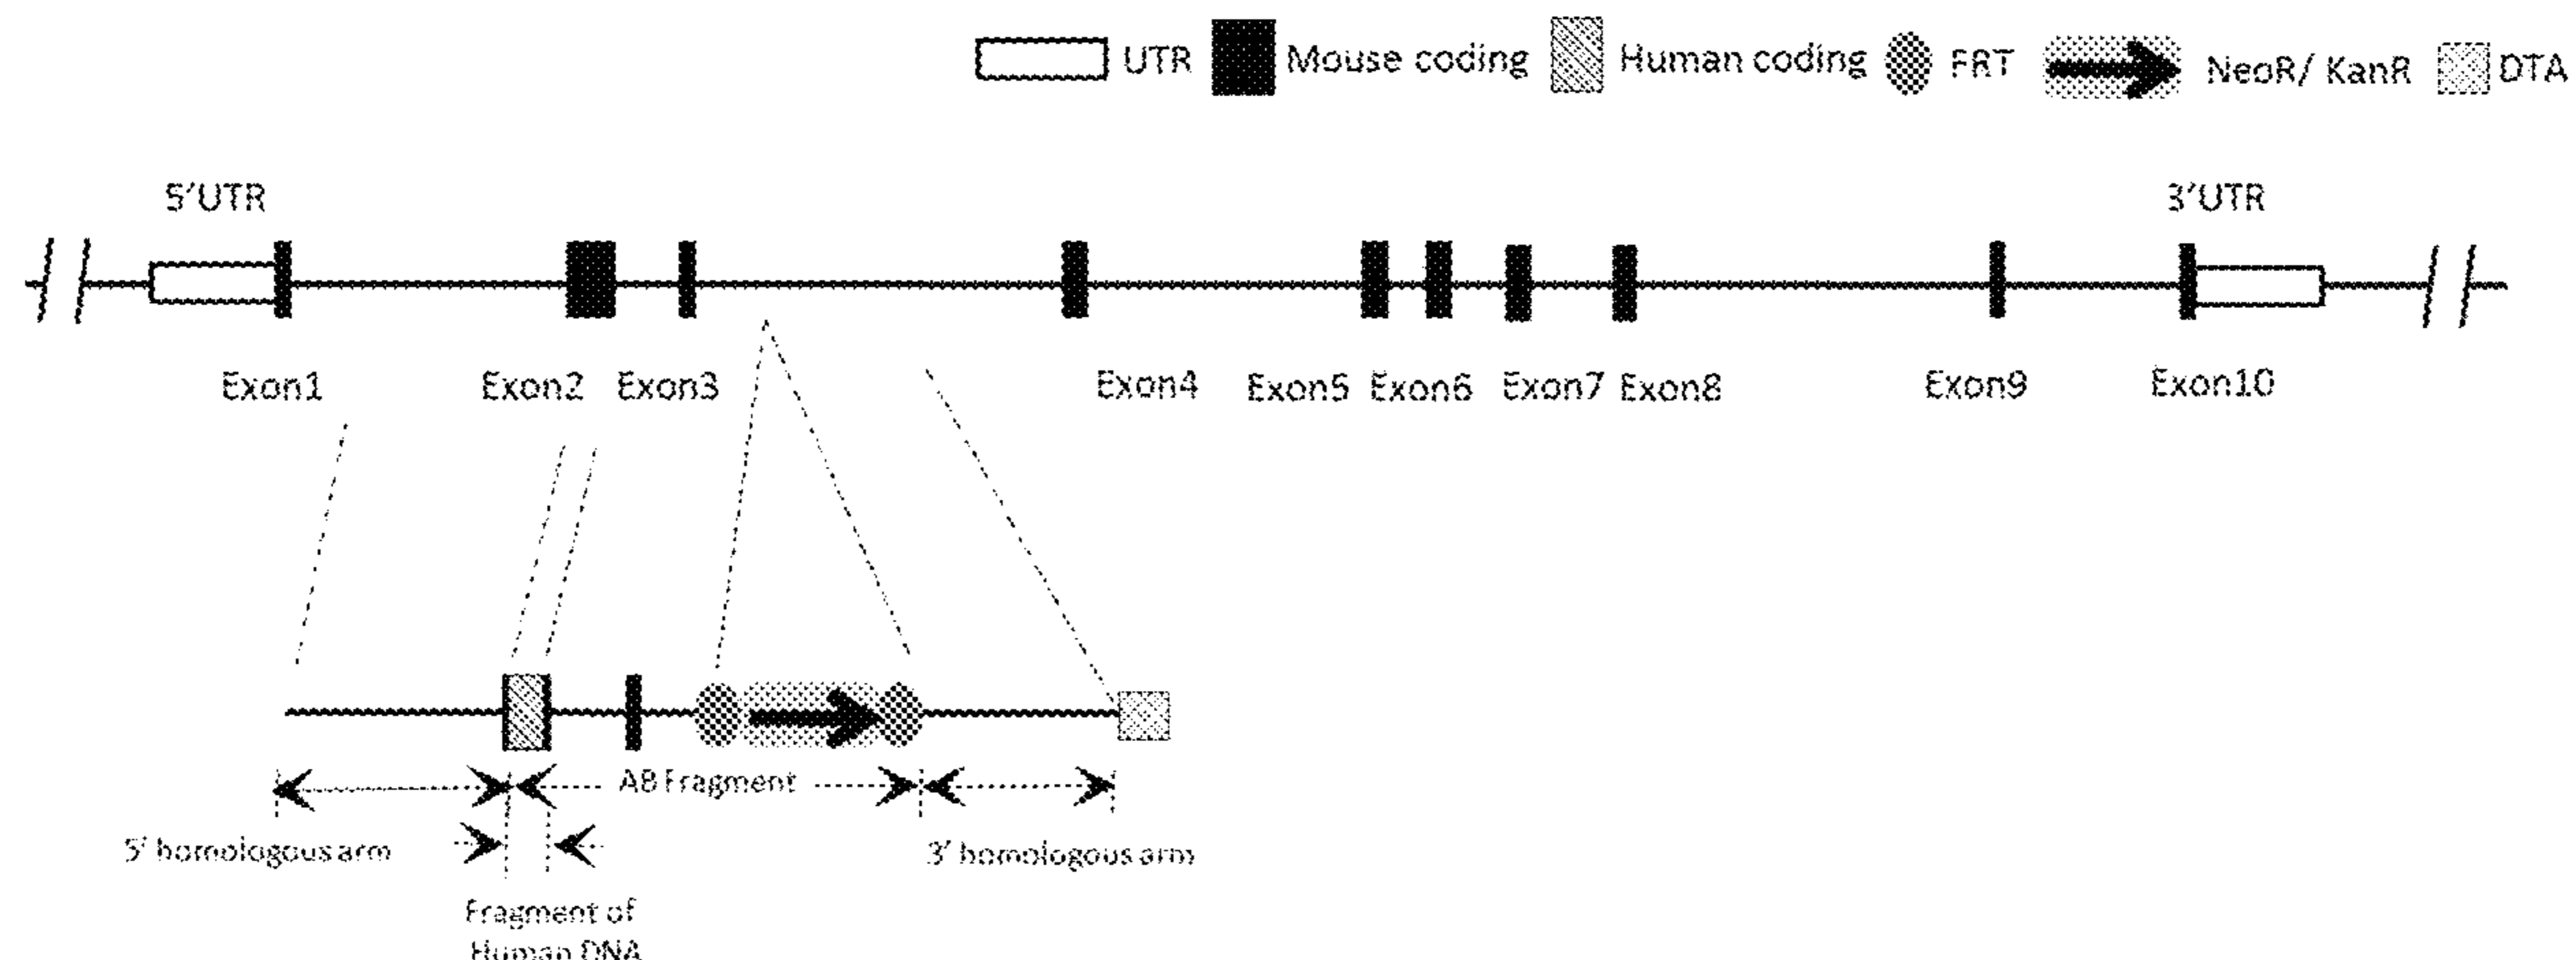 UTR Mouse coding Human coding FRT NeoR/ KanR DTA
5'UTR 3'UTR
Exon1 Exon2 Exon3 Exon4 Exon5 Exon6 Exon7 Exon8 Exon9 Exon10
A8 Fragment
5' homologous arm 3' homologous arm
Fragment of
Human DNA